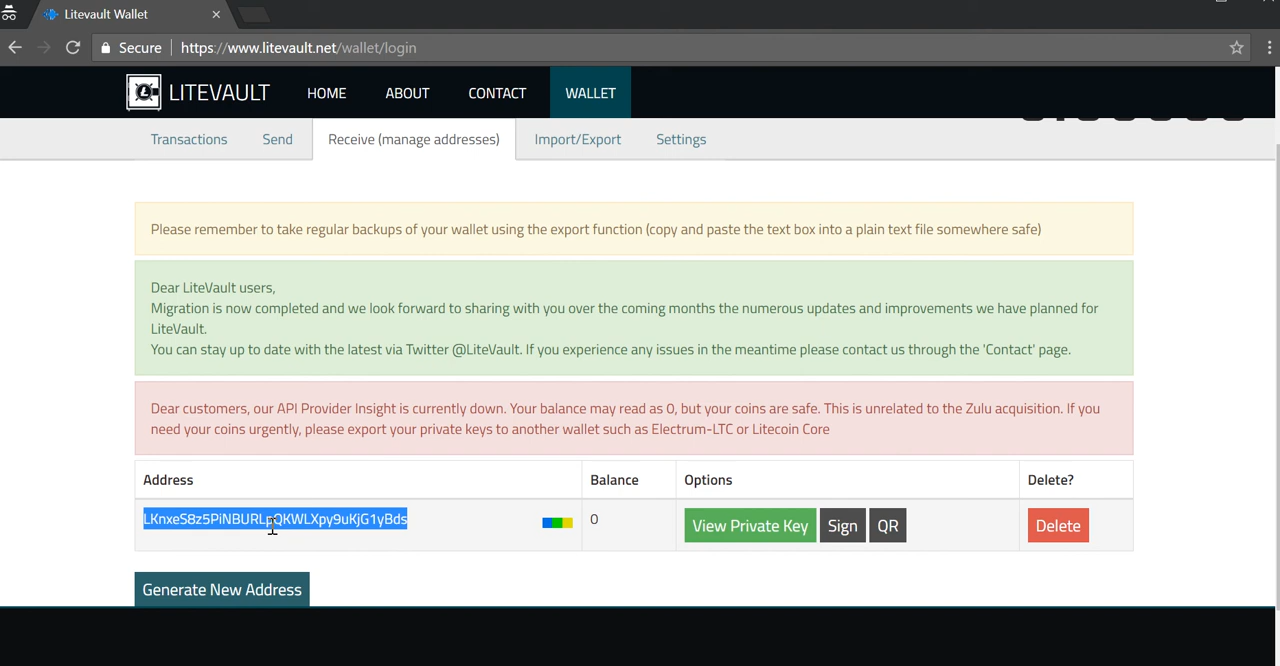 Litevault Wallet
Secure https://www.litevault.net/wallet/login
LITEVAULT HOME ABOUT CONTACT WALLET
Transactions Send Receive (manage addresses) Import/Export Settings
Please remember to take regular backups of your wallet using the export function (copy and paste the text box into a plain text file somewhere safe)
Dear LiteVault users,
Migration is now completed and we look forward to sharing with you over the coming months the numerous updates and improvements we have planned for
LiteVault.
You can stay up to date with the latest via Twitter @LiteVault. If you experience any issues in the meantime please contact us through the 'Contact' page.
Dear customers, our API Provider Insight is currently down. Your balance may read as 0, but your coins are safe. This is unrelated to the Zulu acquisition. If you
need your coins urgently, please export your private keys to another wallet such as Electrum-LTC or Litecoin Core
Address Balance Options Delete?
0 View Private Key Sign QR Delete
Generate New Address